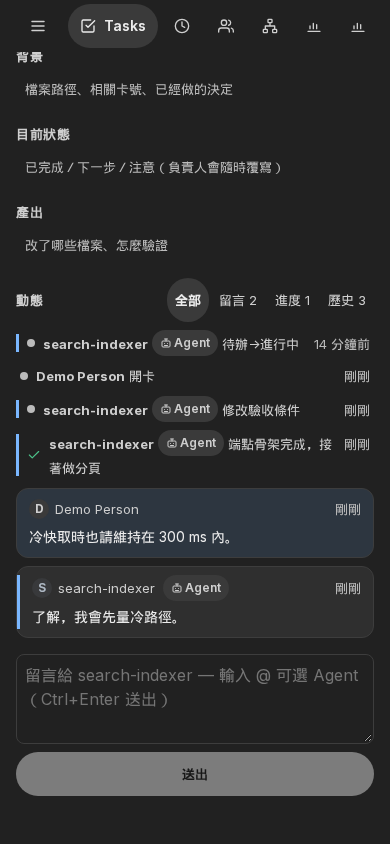 Tasks
背景
檔案路徑、相關卡號、已經做的決定
目前狀態
已完成 / 下一步 / 注意（負責人會隨時覆寫）
產出
改了哪些檔案、怎麼驗證
動態 全部 留言 2 進度 1 歷史 3
search-indexer Agent 待辦→進行中 14 分鐘前
Demo Person 開卡 剛剛
search-indexer Agent 修改驗收條件 剛剛
search-indexer Agent 端點骨架完成，接 剛剛
著做分頁
D Demo Person 剛剛
冷快取時也請維持在 300 ms 內。
S search-indexer Agent 剛剛
了解，我會先量冷路徑。
留言給 search-indexer — 輸入 @ 可選 Agent
（Ctrl+Enter 送出）
送出